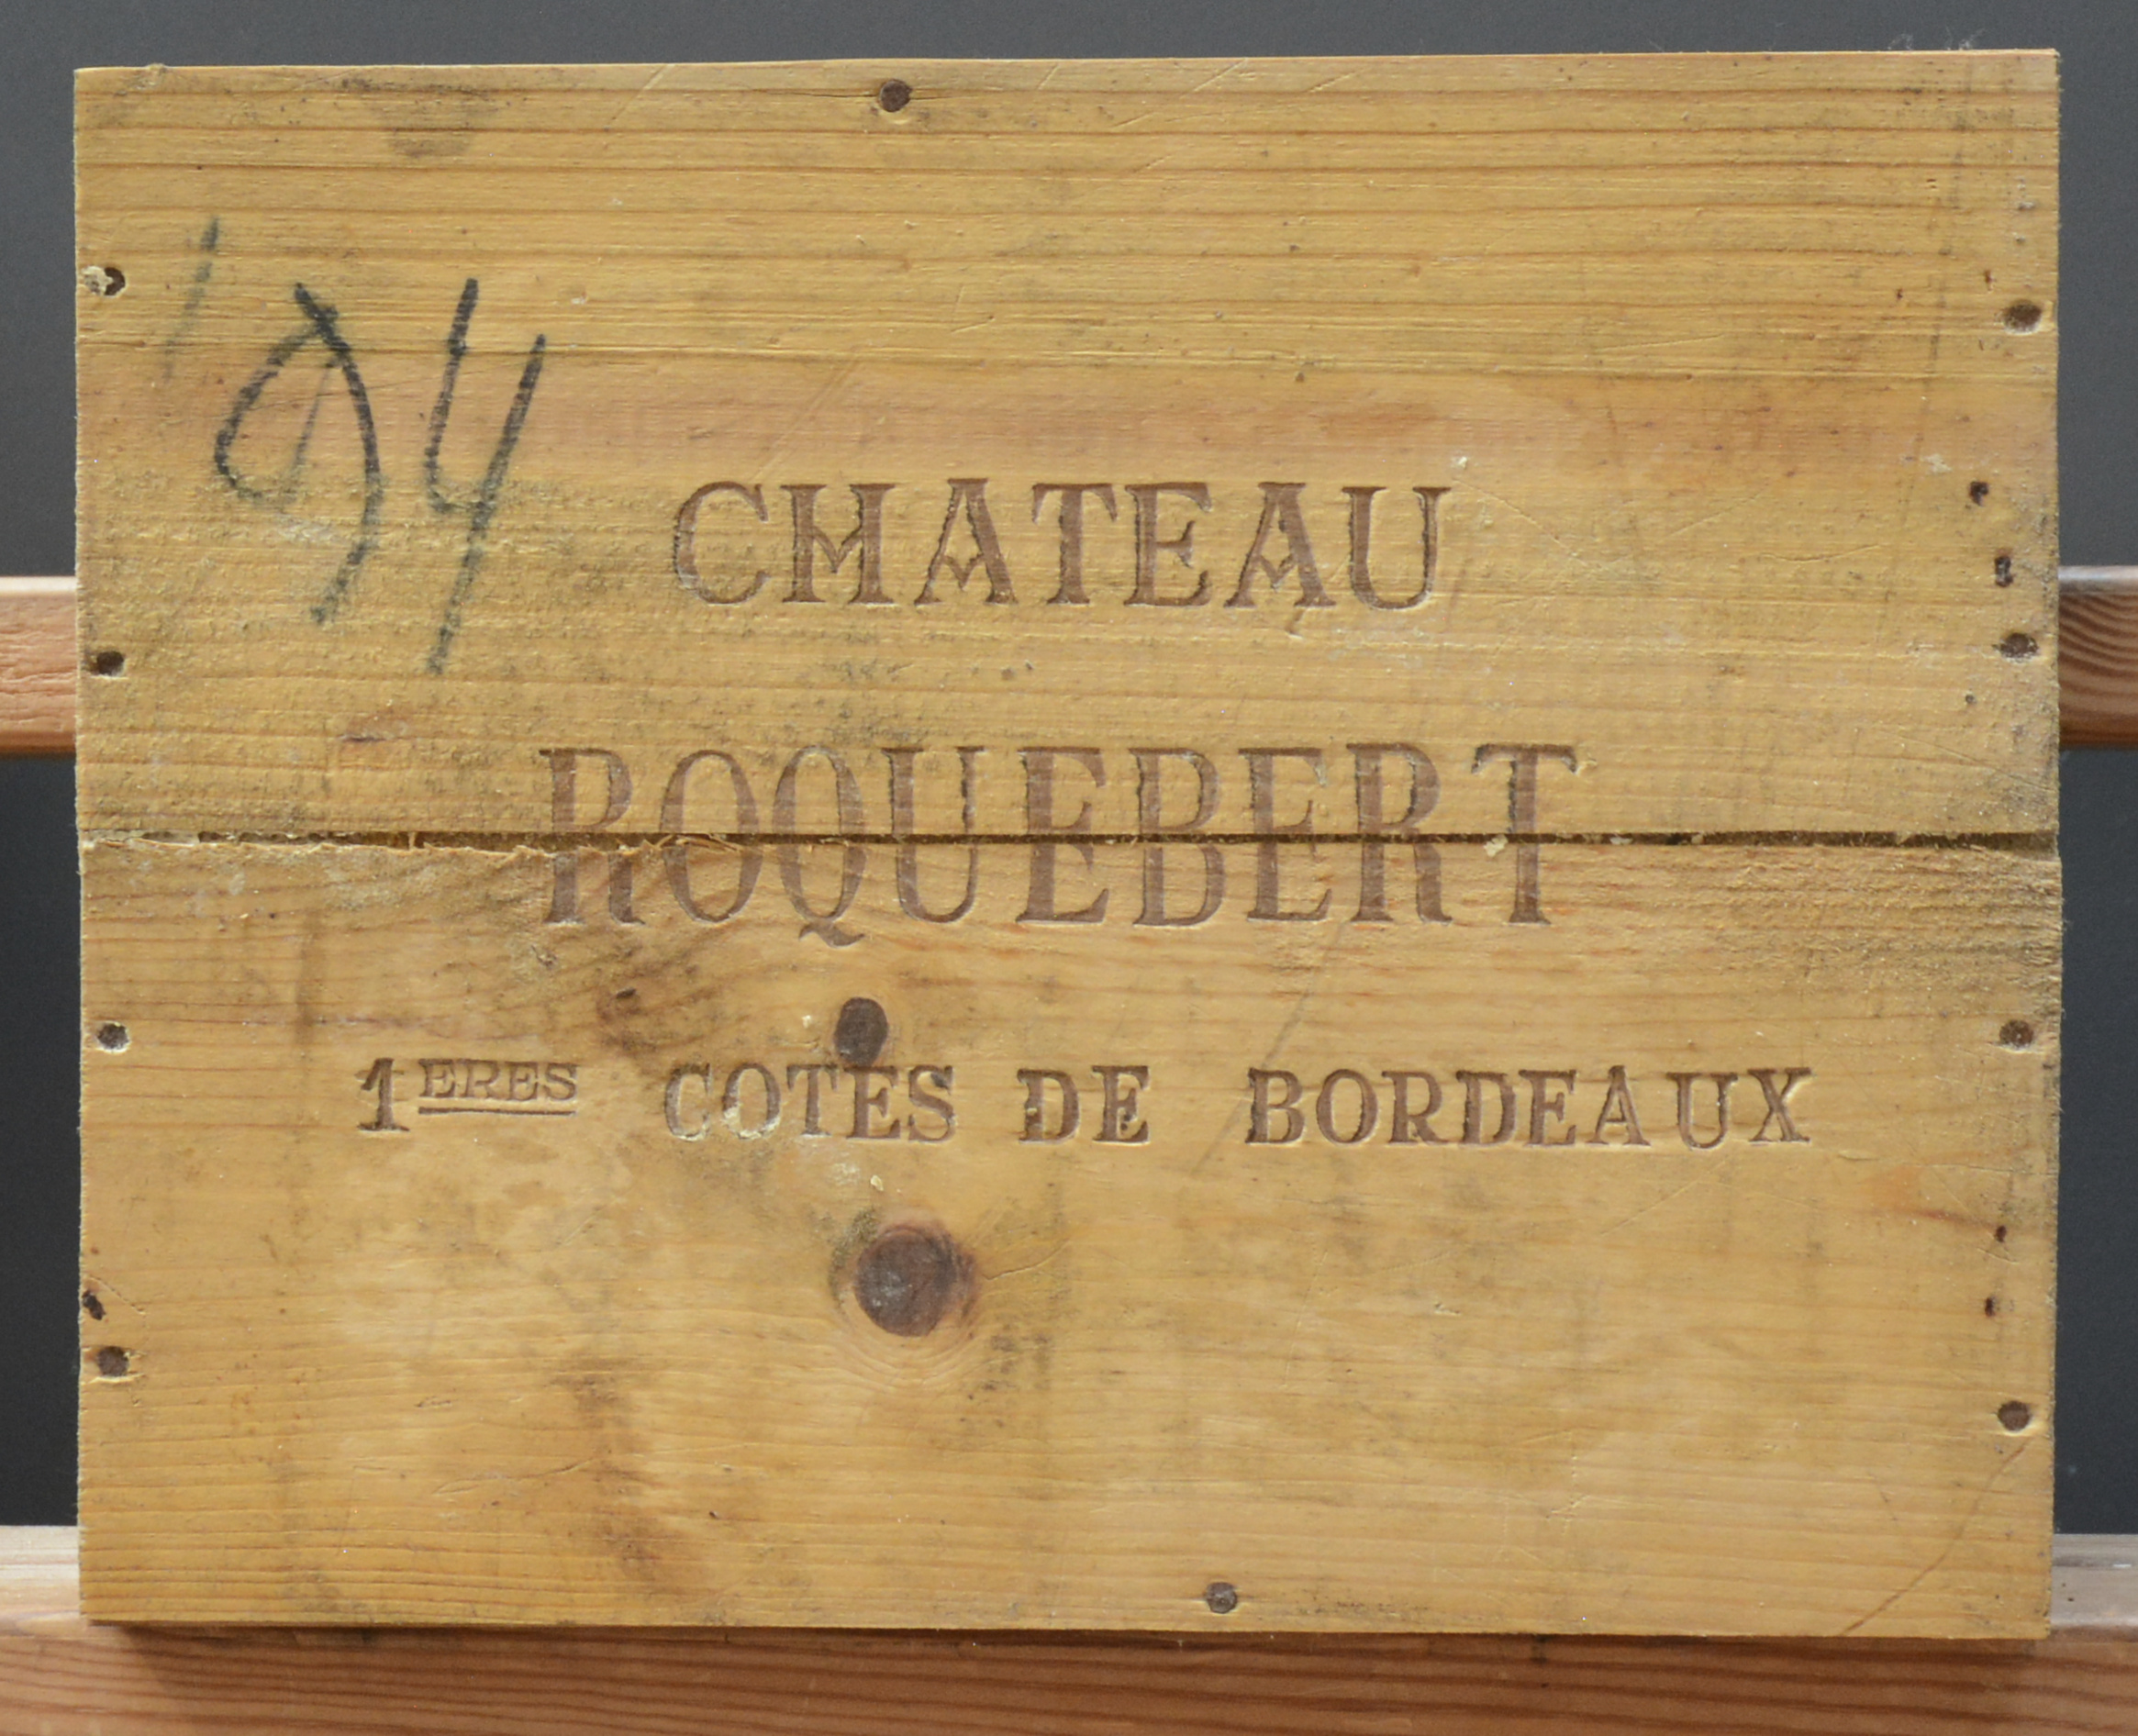 '94
CHATEAU
ROQUEBERT
1ERES COTES DE BORDEAUX